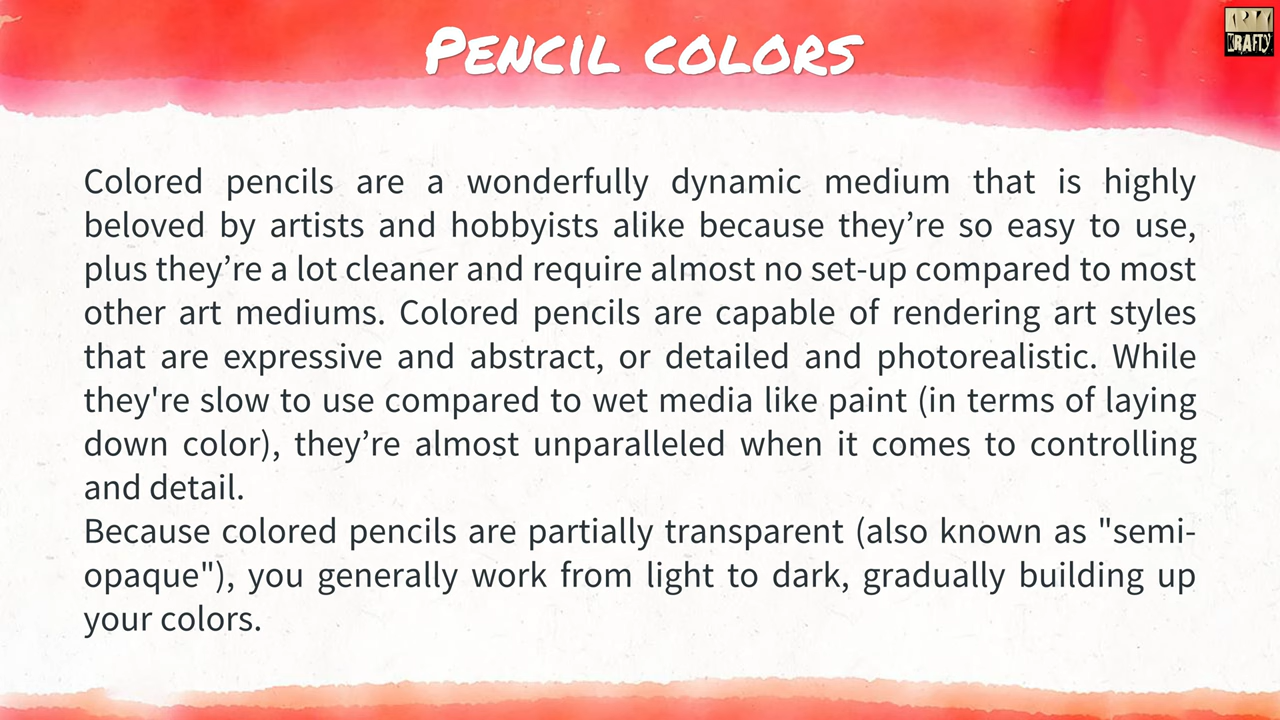 PENCIL COLORS
KRAFTY
Colored pencils are a wonderfully dynamic medium that is highly
beloved by artists and hobbyists alike because they’re so easy to use,
plus they’re a lot cleaner and require almost no set-up compared to most
other art mediums. Colored pencils are capable of rendering art styles
that are expressive and abstract, or detailed and photorealistic. While
they're slow to use compared to wet media like paint (in terms of laying
down color), they’re almost unparalleled when it comes to controlling
and detail.
Because colored pencils are partially transparent (also known as "semi-
opaque"), you generally work from light to dark, gradually building up
your colors.